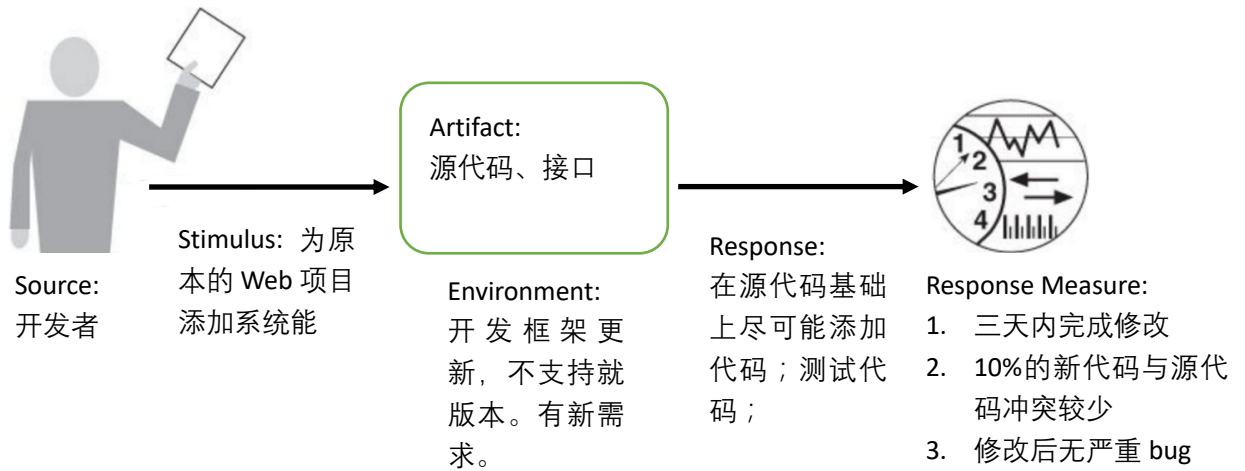 Source:
开发者
Stimulus: 为原
本的 Web 项目
添加系统能
Artifact:
源代码、接口
Environment:
开发框架更
新，不支持就
版本。有新需
求。
Response:
在源代码基础
上尽可能添加
代码；测试代
码；
1
2
3
4
Response Measure:
1. 三天内完成修改
2. 10%的新代码与源代
码冲突较少
3. 修改后无严重 bug